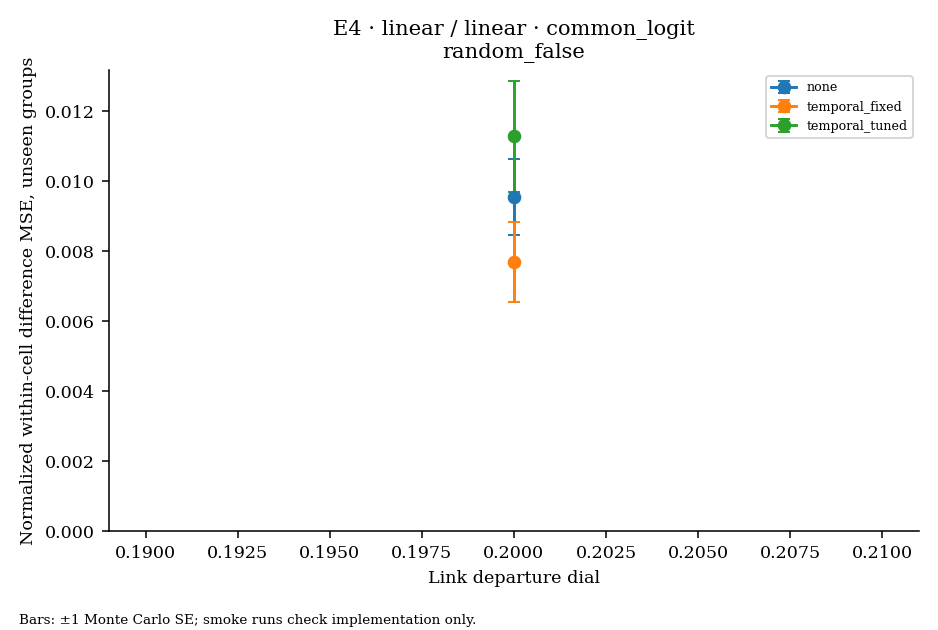 E4 · linear / linear · common_logit
random_false
Normalized within-cell difference MSE, unseen groups
0.012
0.010
0.008
0.006
0.004
0.002
0.000
none
temporal_fixed
temporal_tuned
0.1900 0.1925 0.1950 0.1975 0.2000 0.2025 0.2050 0.2075 0.2100
Link departure dial
Bars: ±1 Monte Carlo SE; smoke runs check implementation only.